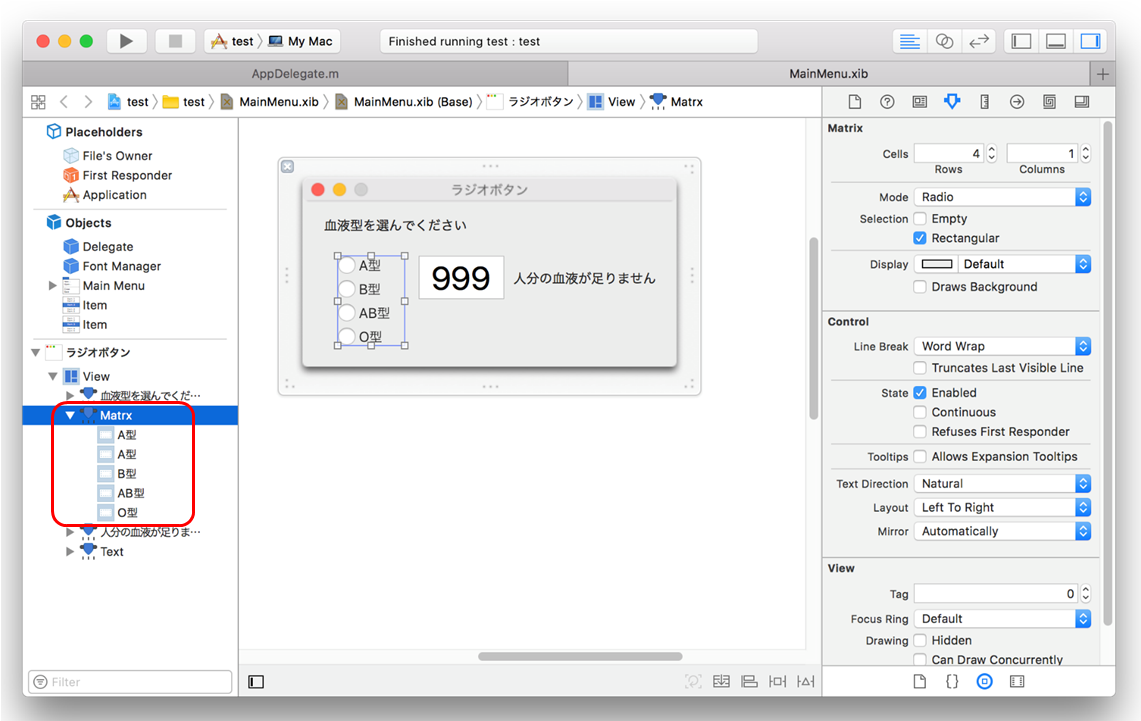 test 〉 My Mac
Finished running test : test
AppDelegate.m
MainMenu.xib
test 〉 test 〉 MainMenu.xib 〉 MainMenu.xib (Base) 〉 ラジオボタン 〉 View 〉 Matrx
Placeholders
File's Owner
First Responder
Application
Objects
Delegate
Font Manager
Main Menu
Item
Item
ラジオボタン
View
血液型を選んでくだ…
Matrx
A型
A型
B型
AB型
O型
人分の血液が足りま…
Text
Filter
ラジオボタン
血液型を選んでください
A型
B型
AB型
O型
999 人分の血液が足りません
Matrix
Cells 4 1
Rows Columns
Mode Radio
Selection Empty
Rectangular
Display Default
Draws Background
Control
Line Break Word Wrap
Truncates Last Visible Line
State Enabled
Continuous
Refuses First Responder
Tooltips Allows Expansion Tooltips
Text Direction Natural
Layout Left To Right
Mirror Automatically
View
Tag 0
Focus Ring Default
Drawing Hidden
Can Draw Concurrently